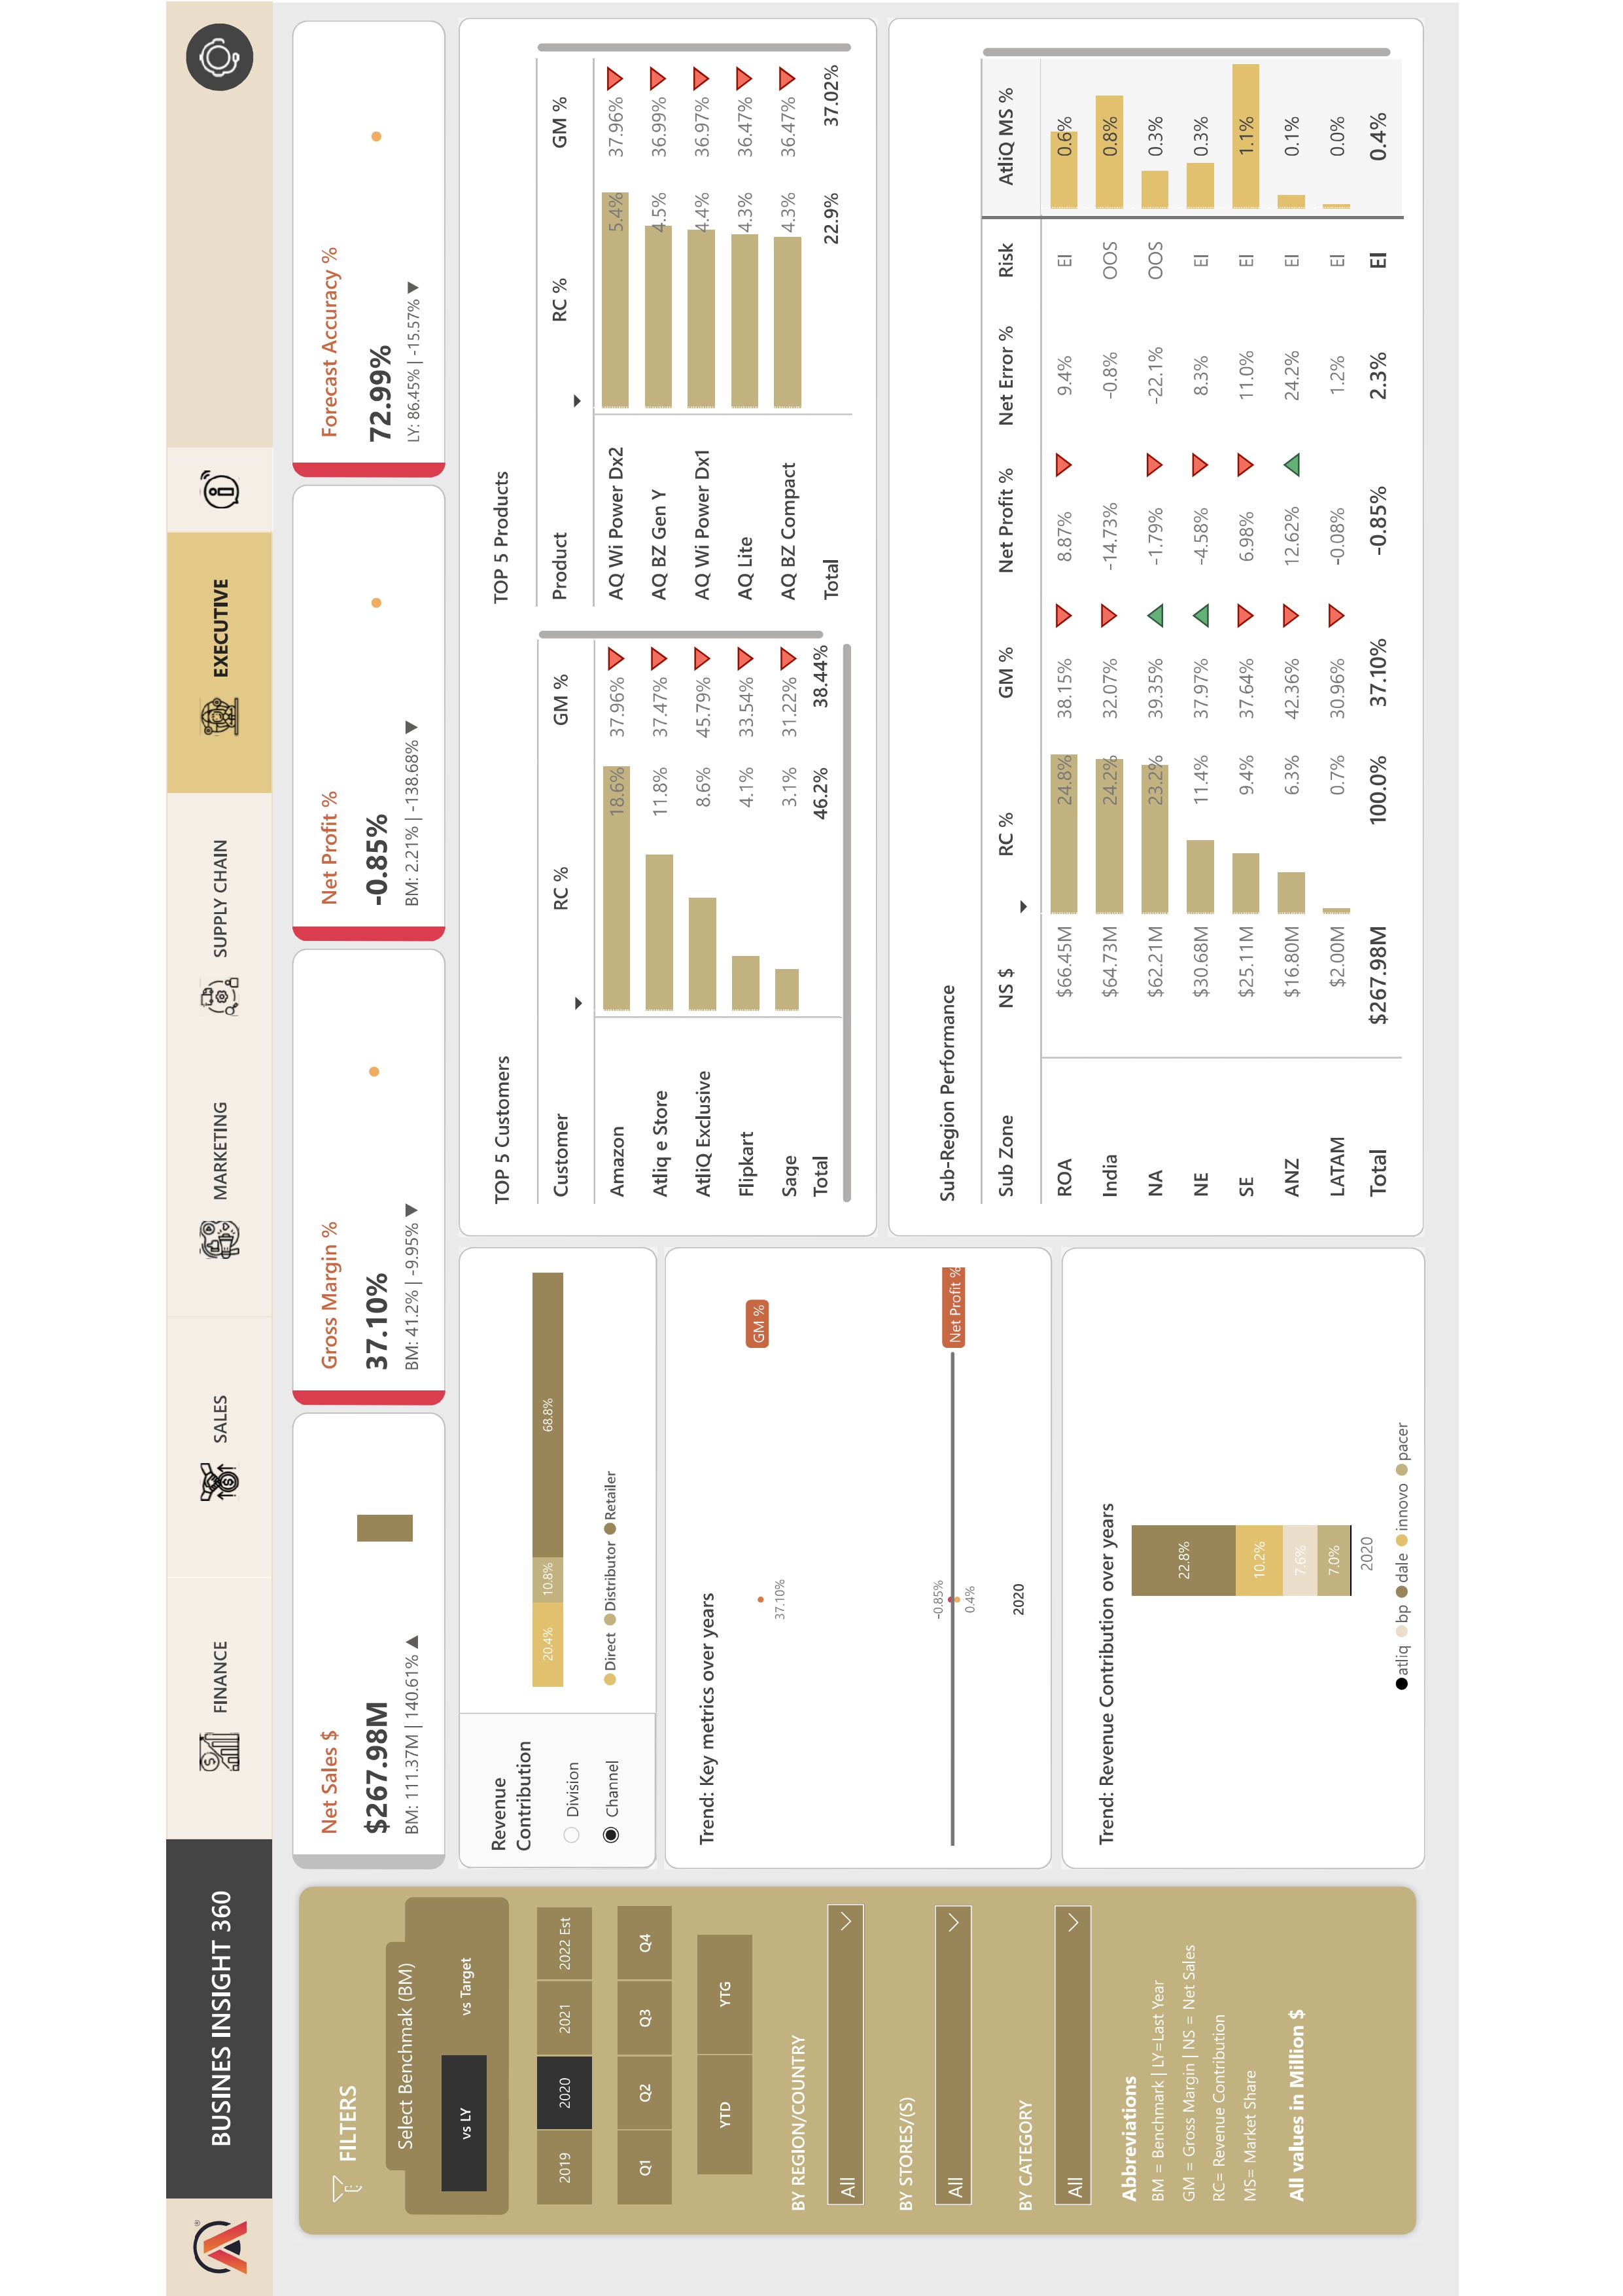 BUSINES INSIGHT 360
FINANCE
SALES
MARKETING
SUPPLY CHAIN
EXECUTIVE
FILTERS
Select Benchmak (BM)
vs LY vs Target
2019 2020 2021 2022 Est
Q1 Q2 Q3 Q4
YTD YTG
BY REGION/COUNTRY
All
BY STORES/(S)
All
BY CATEGORY
All
Abbreviations
BM = Benchmark | LY=Last Year
GM = Gross Margin | NS = Net Sales
RC= Revenue Contribution
MS= Market Share
All values in Million $
Net Sales $
$267.98M
BM: 111.37M | 140.61% ▲
Gross Margin %
37.10%
BM: 41.2% | -9.95% ▼
Net Profit %
-0.85%
BM: 2.21% | -138.68% ▼
Forecast Accuracy %
72.99%
LY: 86.45% | -15.57% ▼
Revenue
Contribution
Division
Channel
20.4% 10.8% 68.8%
Direct Distributor Retailer
Trend: Key metrics over years
GM %
37.10%
-0.85%
Net Profit %
0.4%
2020
Trend: Revenue Contribution over years
22.8%
10.2%
7.6%
7.0%
2020
atliq bp dale innovo pacer
TOP 5 Customers
Customer RC % GM %
Amazon 18.6% 37.96%
Atliq e Store 11.8% 37.47%
AtliQ Exclusive 8.6% 45.79%
Flipkart 4.1% 33.54%
Sage 3.1% 31.22%
Total 46.2% 38.44%
TOP 5 Products
Product RC % GM %
AQ Wi Power Dx2 5.4% 37.96%
AQ BZ Gen Y 4.5% 36.99%
AQ Wi Power Dx1 4.4% 36.97%
AQ Lite 4.3% 36.47%
AQ BZ Compact 4.3% 36.47%
Total 22.9% 37.02%
Sub-Region Performance
Sub Zone NS $ RC % GM % Net Profit % Net Error % Risk AtliQ MS %
ROA $66.45M 24.8% 38.15% 8.87% 9.4% EI 0.6%
India $64.73M 24.2% 32.07% -14.73% -0.8% OOS 0.8%
NA $62.21M 23.2% 39.35% -1.79% -22.1% OOS 0.3%
NE $30.68M 11.4% 37.97% -4.58% 8.3% EI 0.3%
SE $25.11M 9.4% 37.64% 6.98% 11.0% EI 1.1%
ANZ $16.80M 6.3% 42.36% 12.62% 24.2% EI 0.1%
LATAM $2.00M 0.7% 30.96% -0.08% 1.2% EI 0.0%
Total $267.98M 100.0% 37.10% -0.85% 2.3% EI 0.4%